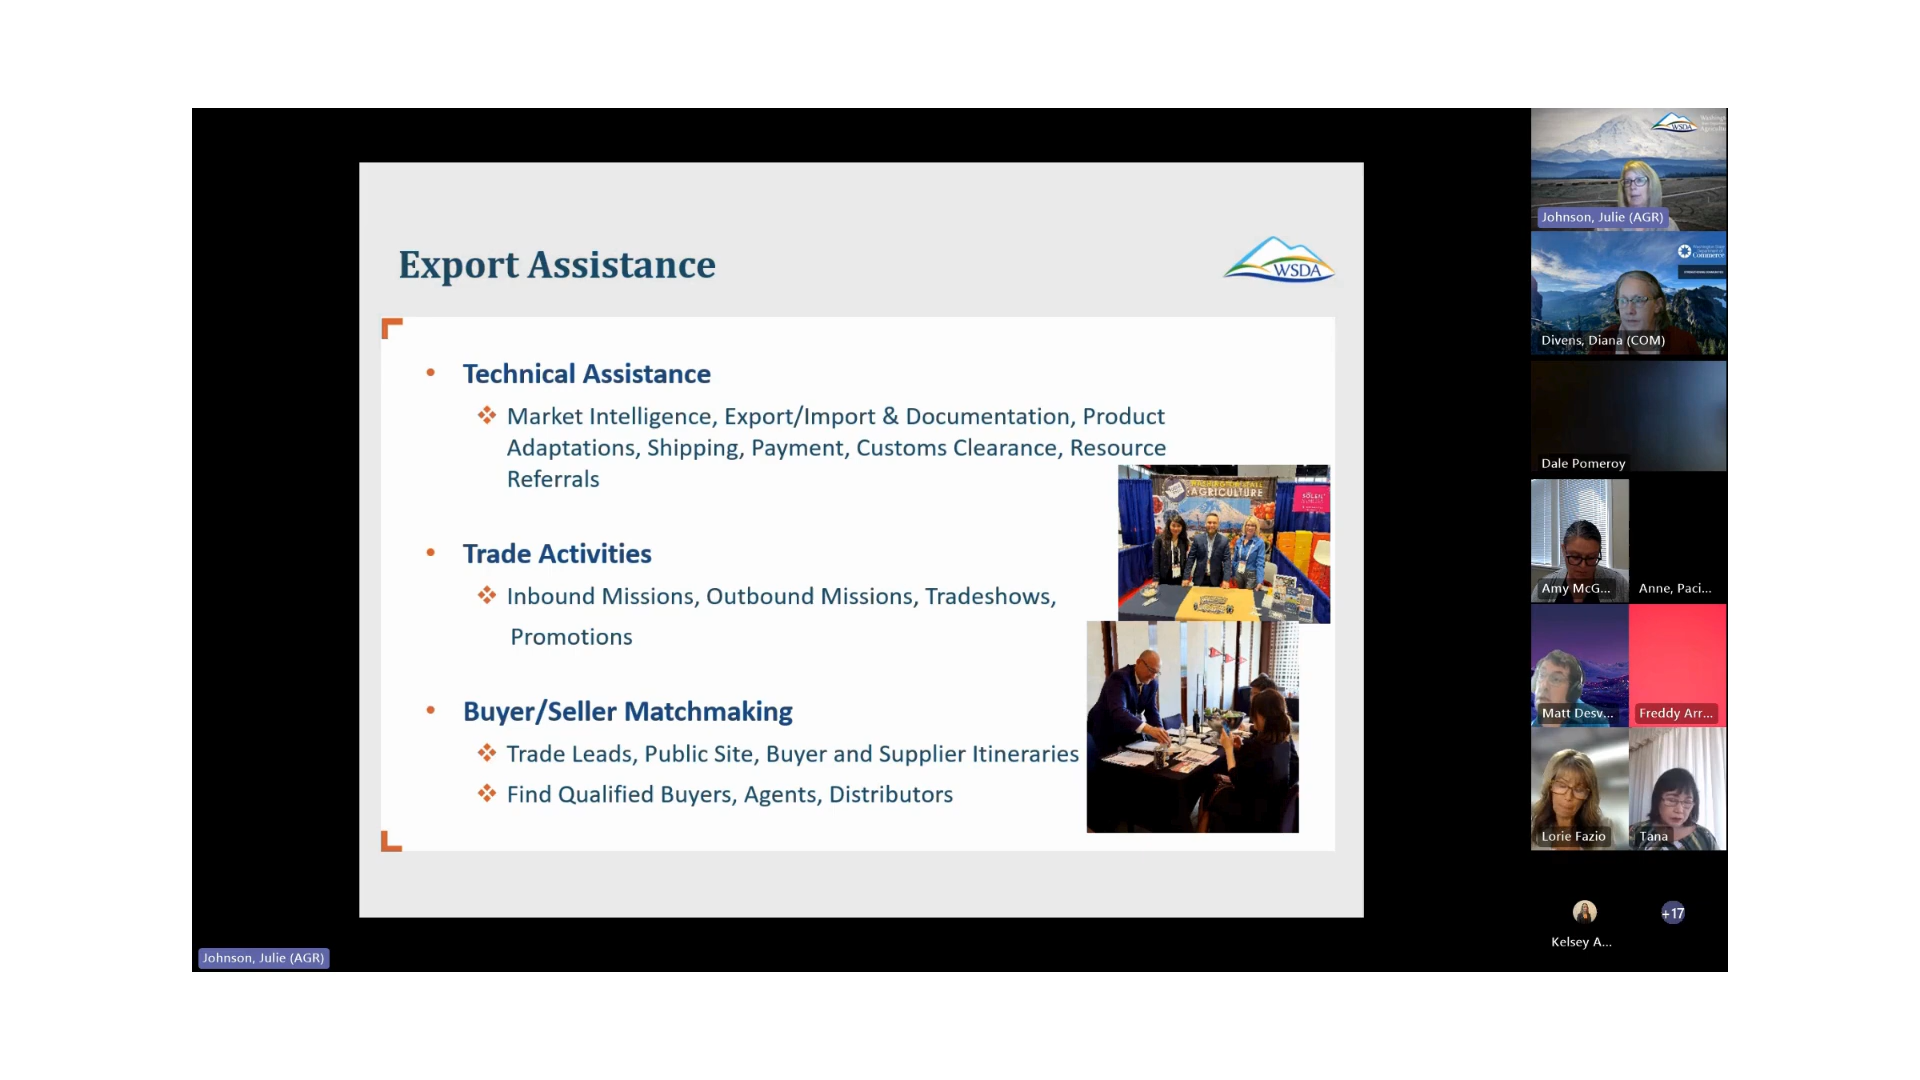 Export Assistance
WSDA
• Technical Assistance
❖ Market Intelligence, Export/Import & Documentation, Product
Adaptations, Shipping, Payment, Customs Clearance, Resource
Referrals
• Trade Activities
❖ Inbound Missions, Outbound Missions, Tradeshows,
Promotions
• Buyer/Seller Matchmaking
❖ Trade Leads, Public Site, Buyer and Supplier Itineraries
❖ Find Qualified Buyers, Agents, Distributors
AGRICULTURE
Johnson, Julie (AGR)
WSDA
Johnson, Julie (AGR)
Commerce
Divens, Diana (COM)
Dale Pomeroy
Amy McG...
Anne, Paci...
Matt Desv...
Freddy Arr...
Lorie Fazio
Tana
Kelsey A...
+17